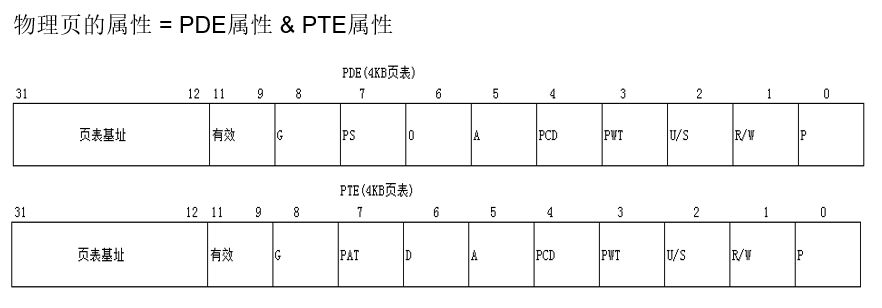 物理页的属性 = PDE属性 & PTE属性
PDE(4KB页表)
31 12 11 9 8 7 6 5 4 3 2 1 0
页表基址 有效 G PS 0 A PCD PWT U/S R/W P
PTE(4KB页表)
31 12 11 9 8 7 6 5 4 3 2 1 0
页表基址 有效 G PAT D A PCD PWT U/S R/W P